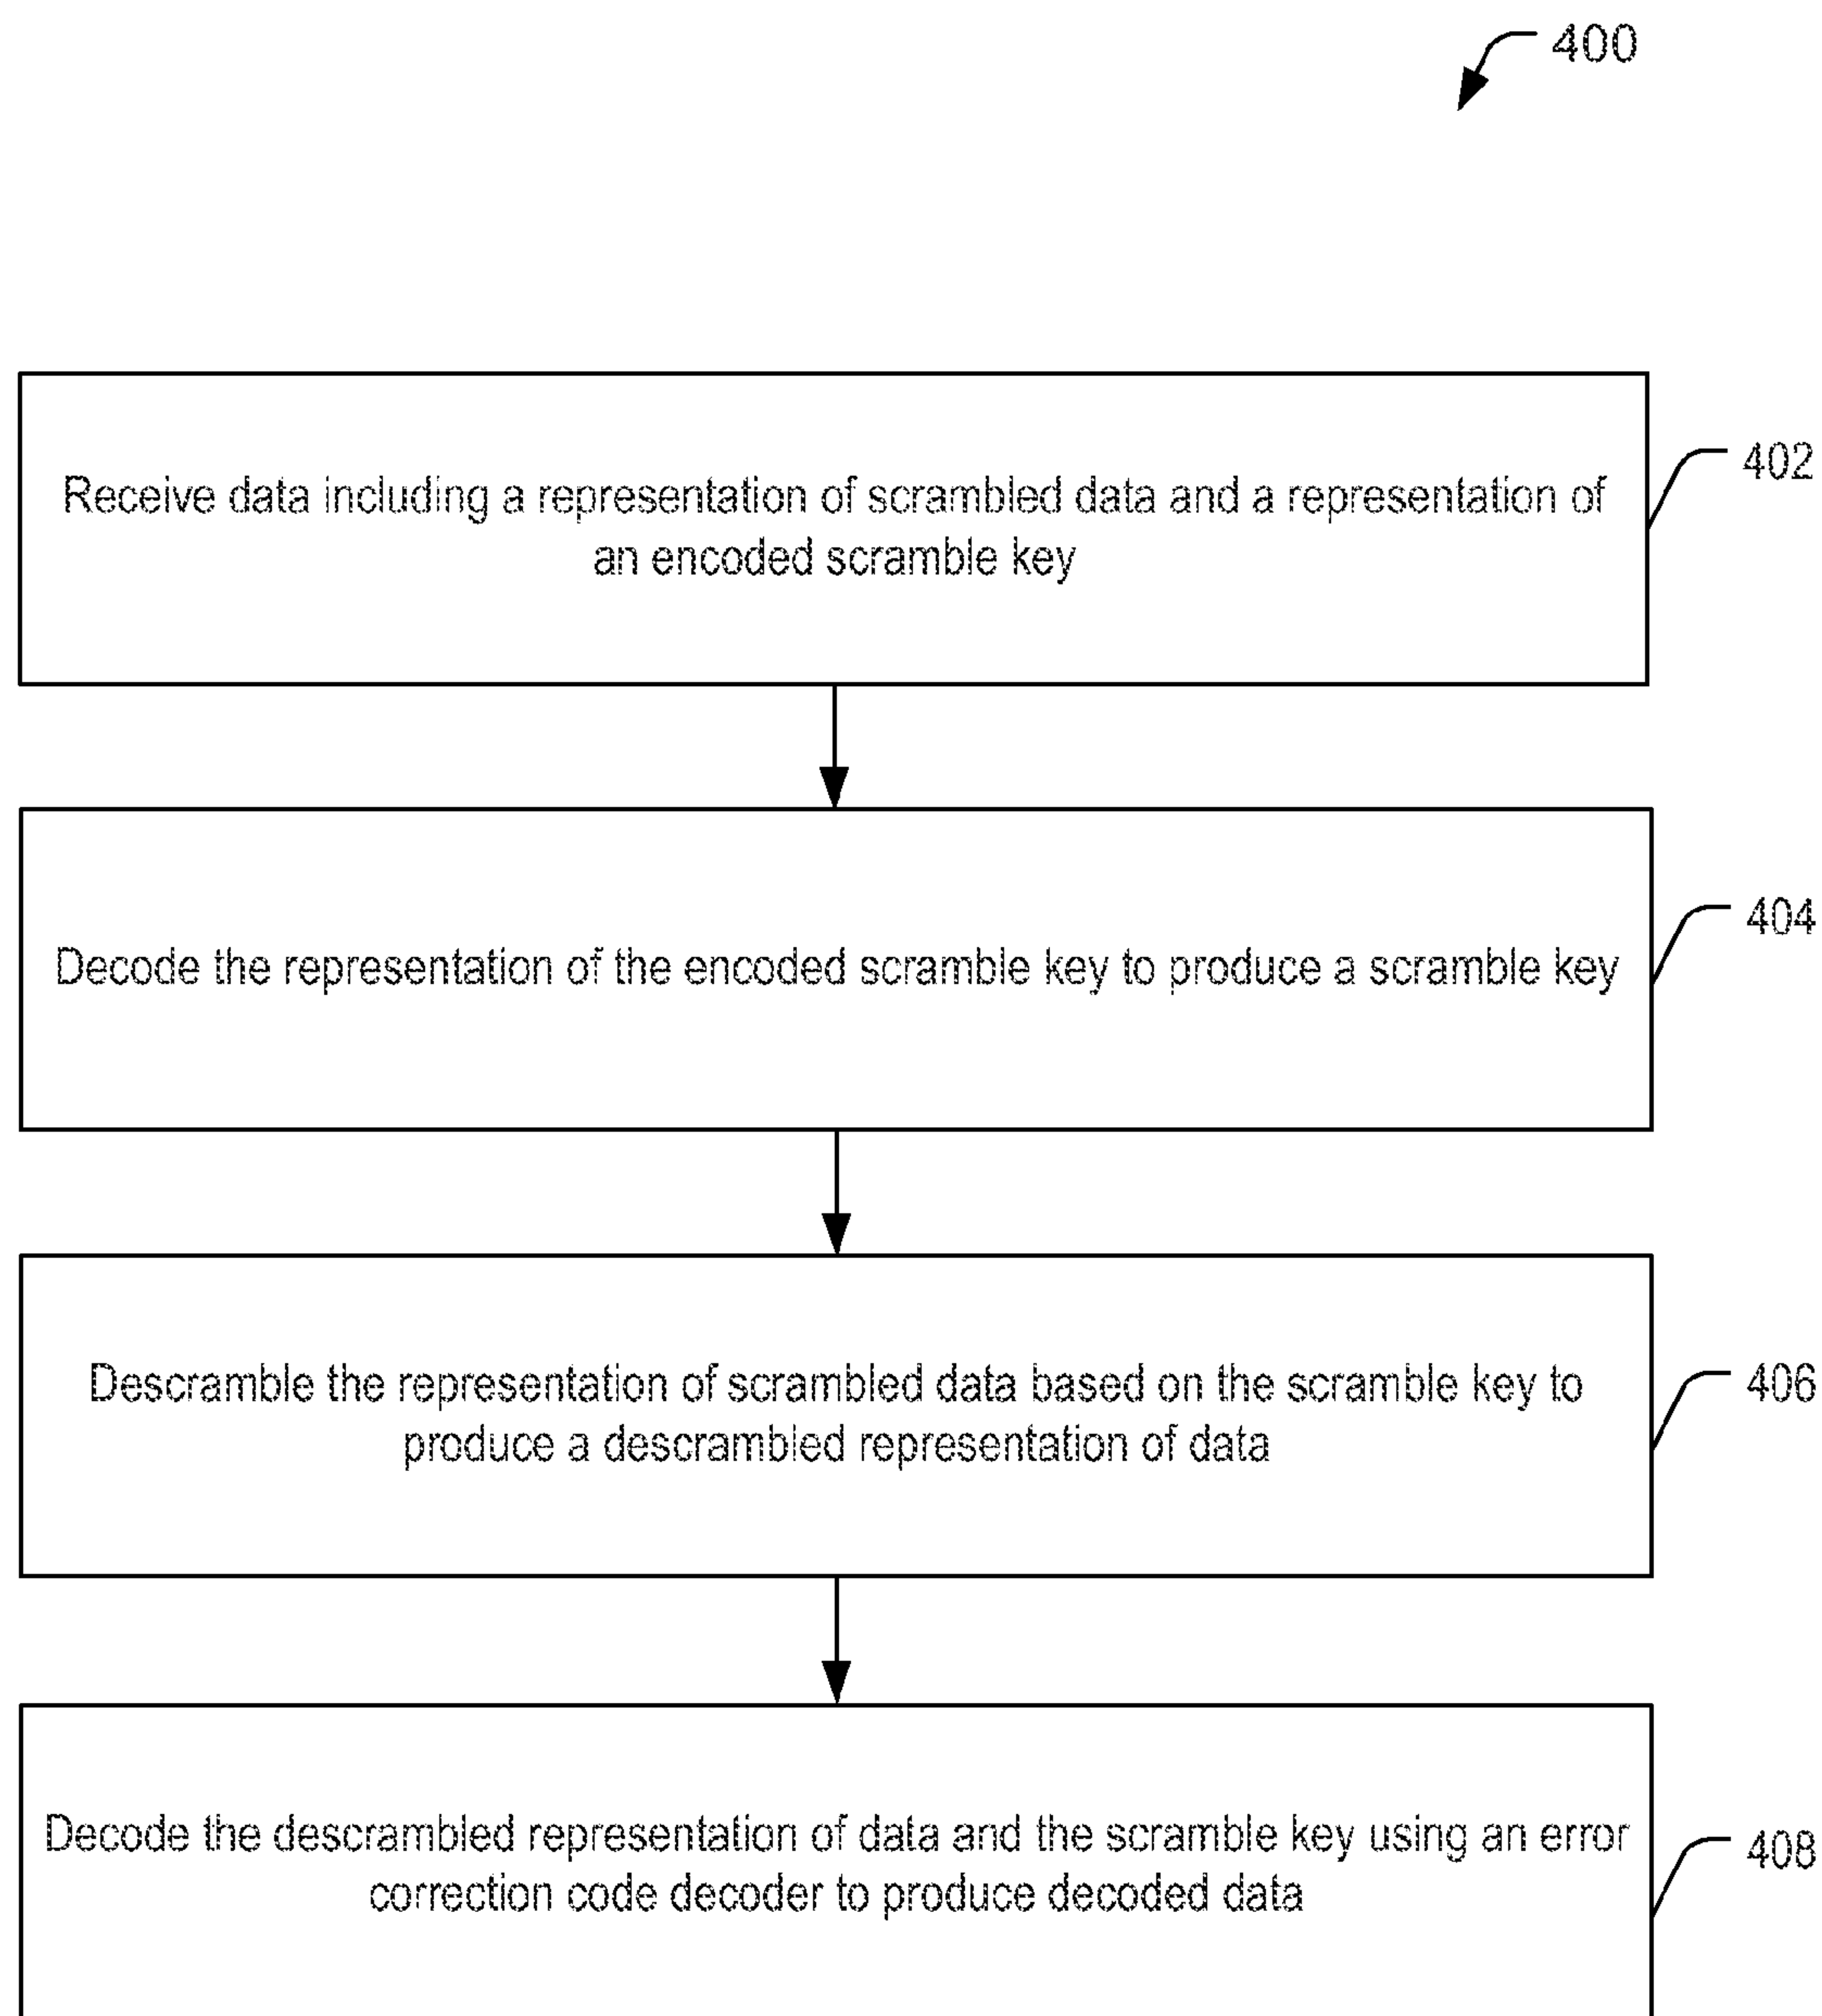 400
Receive data including a representation of scrambled data and a representation of
an encoded scramble key
402
Decode the representation of the encoded scramble key to produce a scramble key
404
Descramble the representation of scrambled data based on the scramble key to
produce a descrambled representation of data
406
Decode the descrambled representation of data and the scramble key using an error
correction code decoder to produce decoded data
408